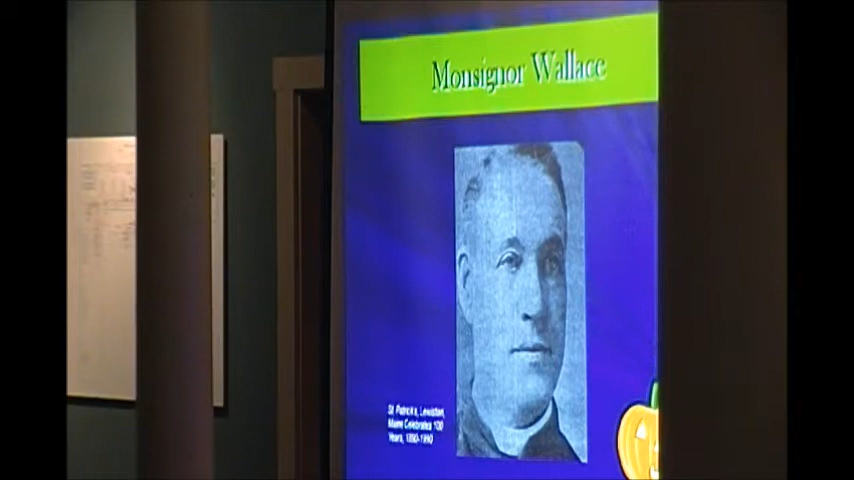 Monsignor Wallace
St. Patrick's, Lewiston,
Maine Celebrates 100
Years, 1890-1990